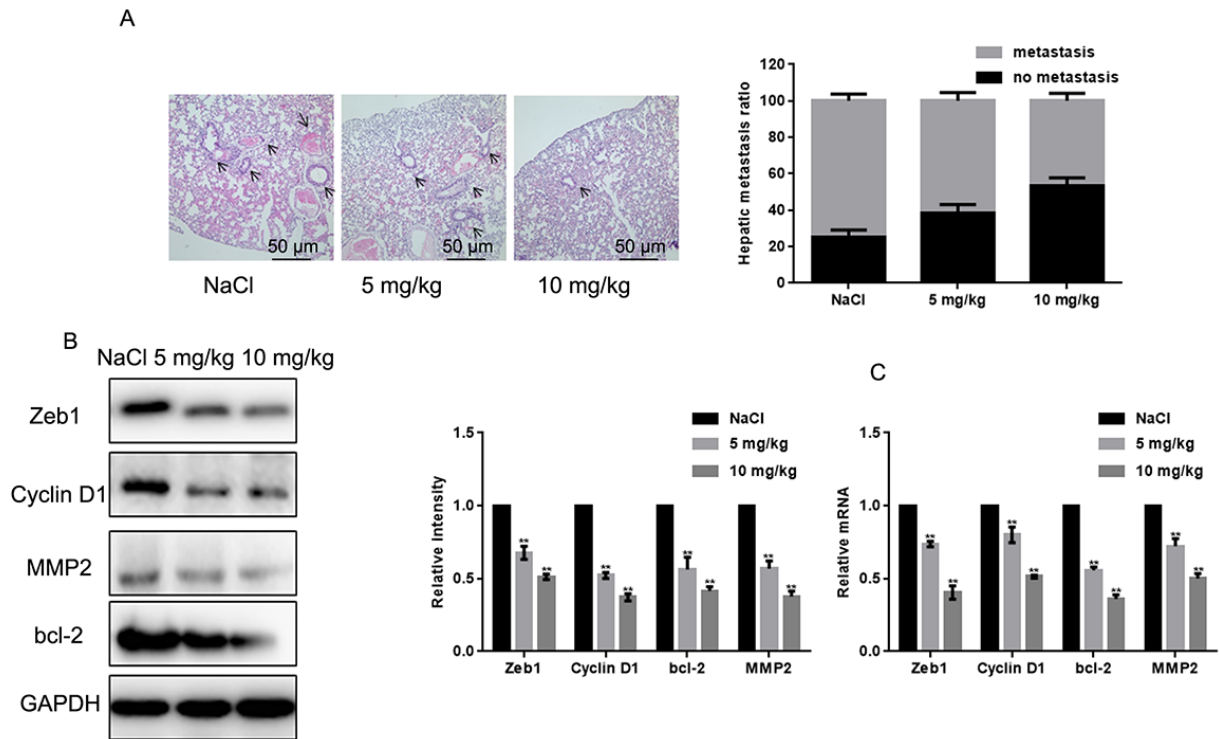 A
50 µm
50 µm
50 µm
NaCl
5 mg/kg
10 mg/kg
metastasis
no metastasis
Hepatic metastasis ratio
120
100
80
60
40
20
0
NaCl
5 mg/kg
10 mg/kg
B
NaCl 5 mg/kg 10 mg/kg
Zeb1
Cyclin D1
MMP2
bcl-2
GAPDH
NaCl
5 mg/kg
10 mg/kg
Relative Intensity
1.5
1.0
0.5
0.0
**
**
**
**
**
**
**
**
Zeb1
Cyclin D1
bcl-2
MMP2
C
NaCl
5 mg/kg
10 mg/kg
Relative mRNA
1.5
1.0
0.5
0.0
**
**
**
**
**
**
**
**
Zeb1
Cyclin D1
bcl-2
MMP2